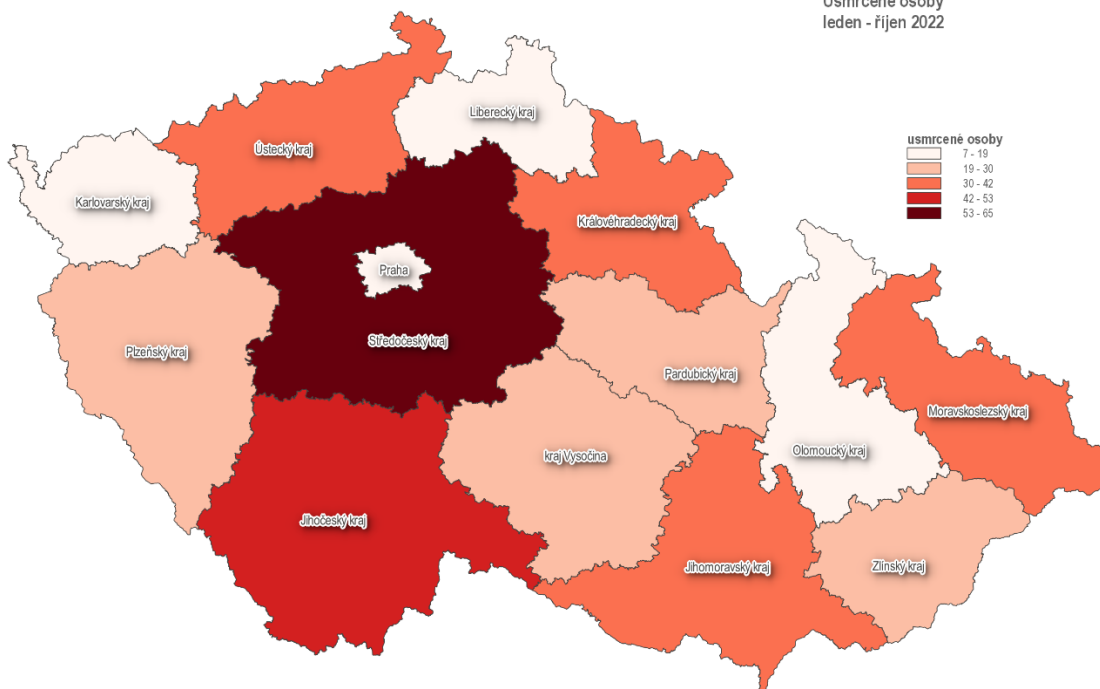 Usmrcené osoby
leden - říjen 2022
Liberecký kraj
usmrcené osoby
7 - 19
19 - 30
30 - 42
42 - 53
53 - 65
Ústecký kraj
Karlovarský kraj
Královéhradecký kraj
Praha
Středočeský kraj
Plzeňský kraj
Pardubický kraj
Moravskoslezský kraj
Olomoucký kraj
kraj Vysočina
Jihočeský kraj
Jihomoravský kraj
Zlínský kraj